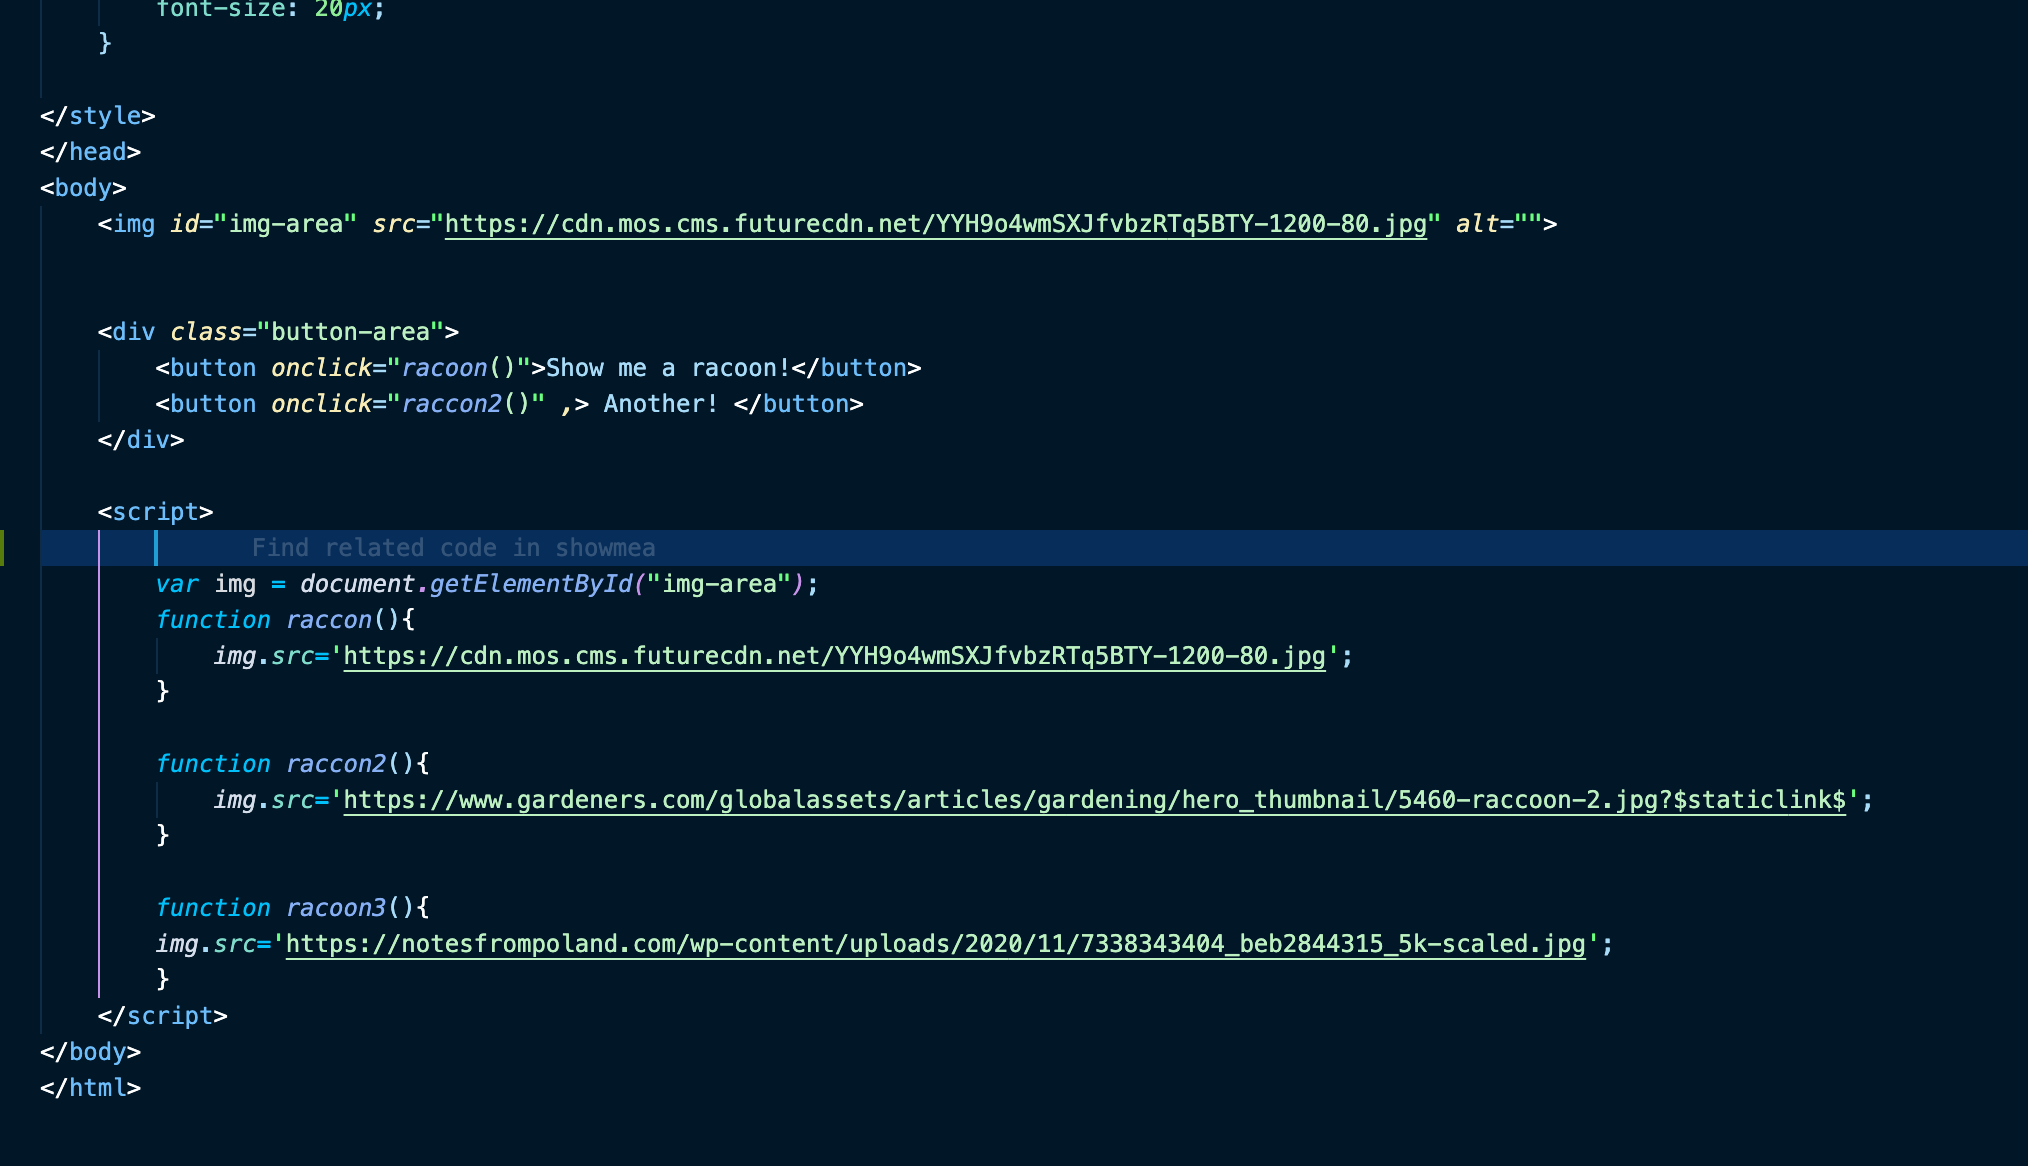 font-size: 20px;
}
</style>
</head>
<body>
<img id="img-area" src="https://cdn.mos.cms.futurecdn.net/YYH9o4wmSXJfvbzRTq5BTY-1200-80.jpg" alt="">
<div class="button-area">
<button onclick="racoon()">Show me a racoon!</button>
<button onclick="raccon2()" ,> Another! </button>
</div>
<script>
Find related code in showmea
var img = document.getElementById("img-area");
function raccon(){
img.src='https://cdn.mos.cms.futurecdn.net/YYH9o4wmSXJfvbzRTq5BTY-1200-80.jpg';
}
function raccon2(){
img.src='https://www.gardeners.com/globalassets/articles/gardening/hero_thumbnail/5460-raccoon-2.jpg?$staticlink$';
}
function racoon3(){
img.src='https://notesfrompoland.com/wp-content/uploads/2020/11/7338343404_beb2844315_5k-scaled.jpg';
}
</script>
</body>
</html>